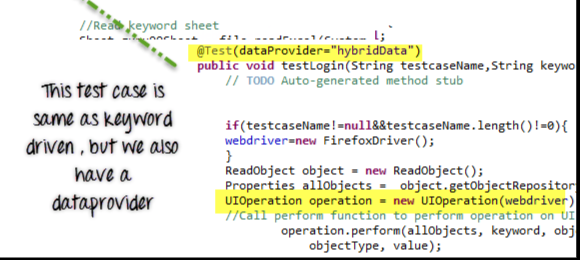 //Read keyword sheet
@Test(dataProvider="hybridData")
public void testLogin(String testcaseName,String keywo
// TODO Auto-generated method stub
This test case is
same as keyword
driven , but we also
have a
dataprovider
if(testcaseName!=null&&testcaseName.length()!=0){
webdriver=new FirefoxDriver();
}
ReadObject object = new ReadObject();
Properties allObjects = object.getObjectRepositor
UIOperation operation = new UIOperation(webdriver)
//Call perform function to perform operation on UI
operation.perform(allObjects, keyword, obj
objectType, value);